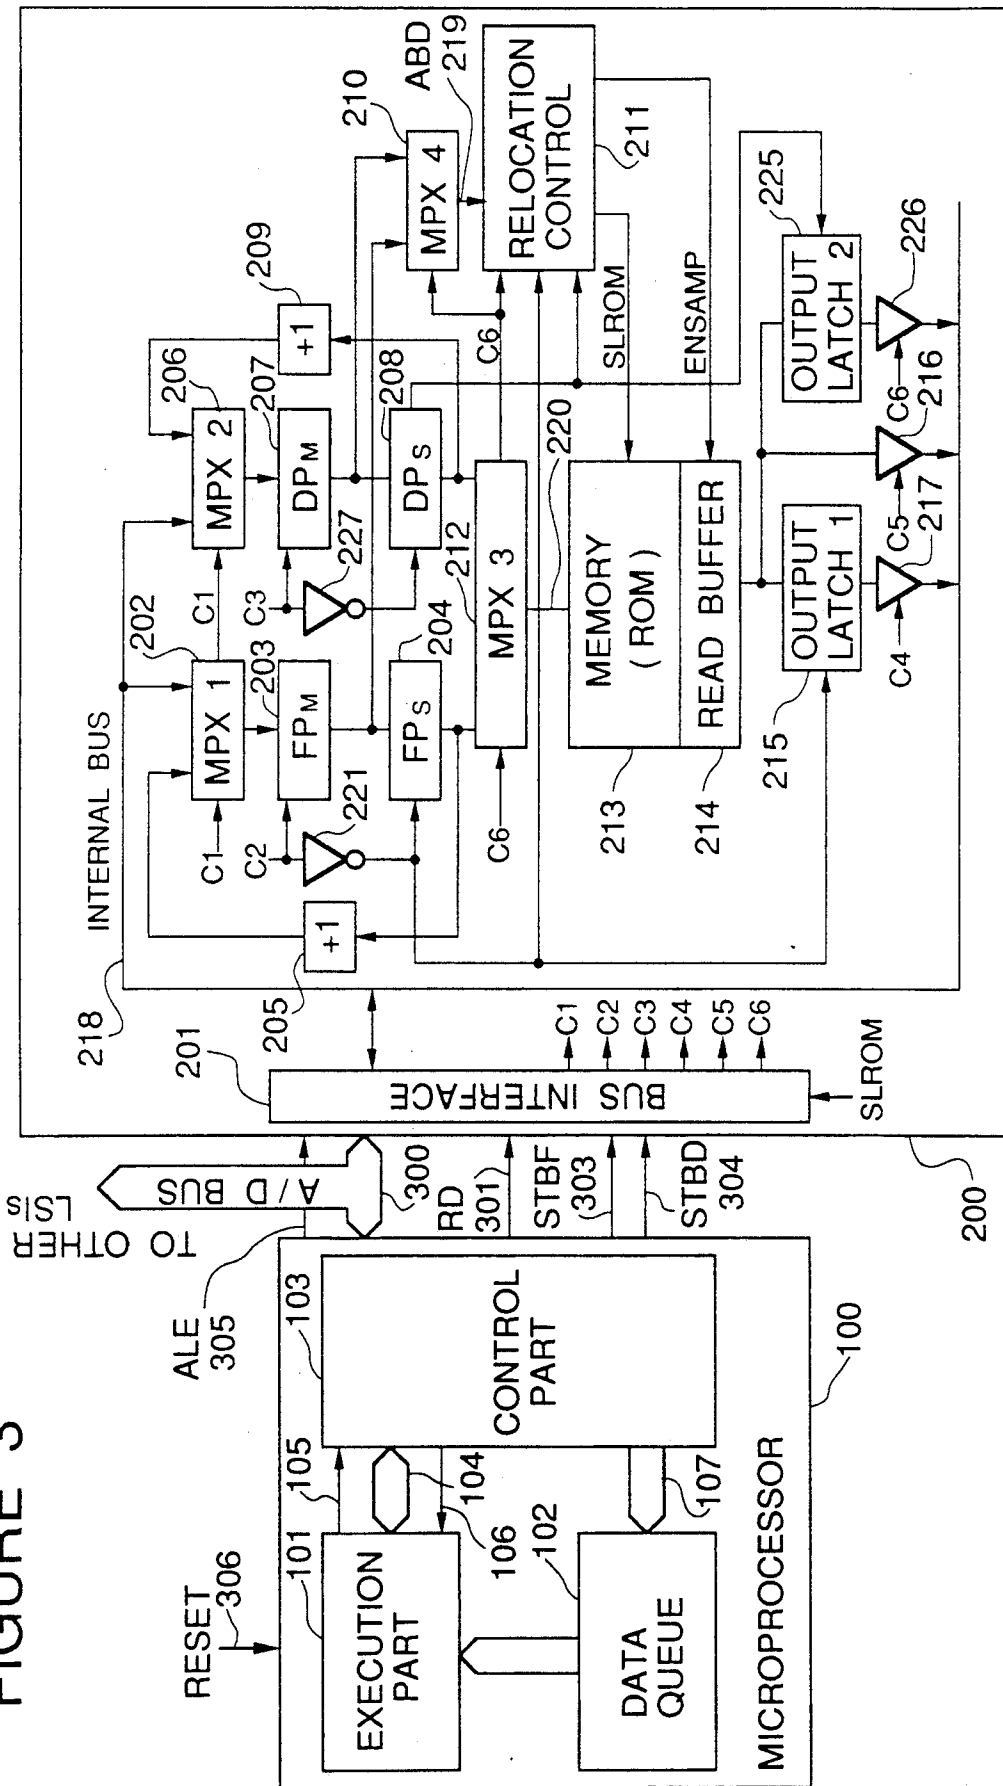 FIGURE 3
RESET
306
MICROPROCESSOR
100
EXECUTION
PART
101
DATA
QUEUE
102
CONTROL
PART
103
104
105
106
107
ALE
305
TO OTHER
LSIs
A/D BUS
300
RD
301
STBF
303
STBD
304
200
201
BUS INTERFACE
C1
C2
C3
C4
C5
C6
SLROM
218
INTERNAL BUS
205
+1
C1
MPX 1
202
C1
MPX 2
206
209
+1
C2
FPM
203
C3
DPM
207
221
227
FPS
204
DPS
208
210
MPX 4
ABD
219
C6
MPX 3
212
C6
RELOCATION
CONTROL
211
220
SLROM
ENSAMP
MEMORY
(ROM)
213
READ BUFFER
214
215
OUTPUT
LATCH 1
OUTPUT
LATCH 2
225
C4
217
C5
216
C6
226